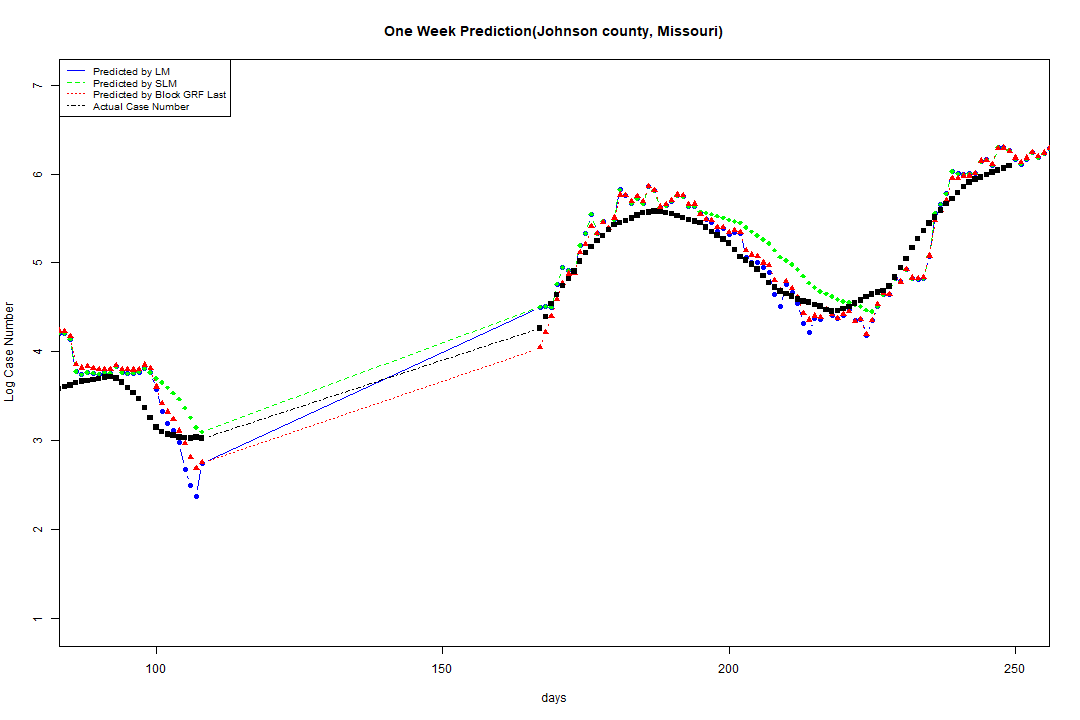 One Week Prediction(Johnson county, Missouri)
Predicted by LM
Predicted by SLM
Predicted by Block GRF Last
Actual Case Number
7
6
5
4
3
2
1
Log Case Number
100 150 200 250
days